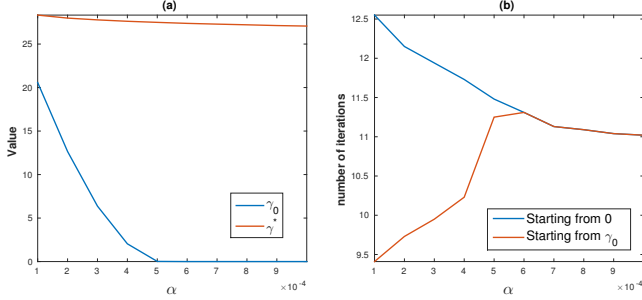 (a)
Value
25
20
15
10
5
0
1 2 3 4 5 6 7 8 9
α
×10⁻⁴
γ₀
γ*
(b)
number of iterations
12.5
12
11.5
11
10.5
10
9.5
1 2 3 4 5 6 7 8 9
α
×10⁻⁴
Starting from 0
Starting from γ₀